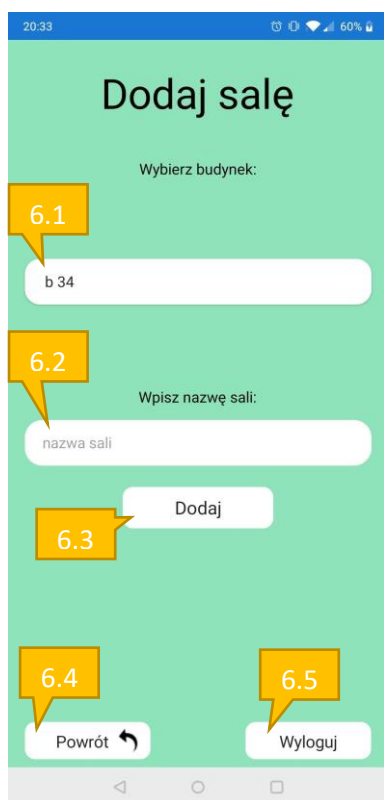 20:33 60%
Dodaj salę
Wybierz budynek:
6.1
b 34
6.2
Wpisz nazwę sali:
nazwa sali
Dodaj
6.3
6.4
6.5
Powrót
Wyloguj